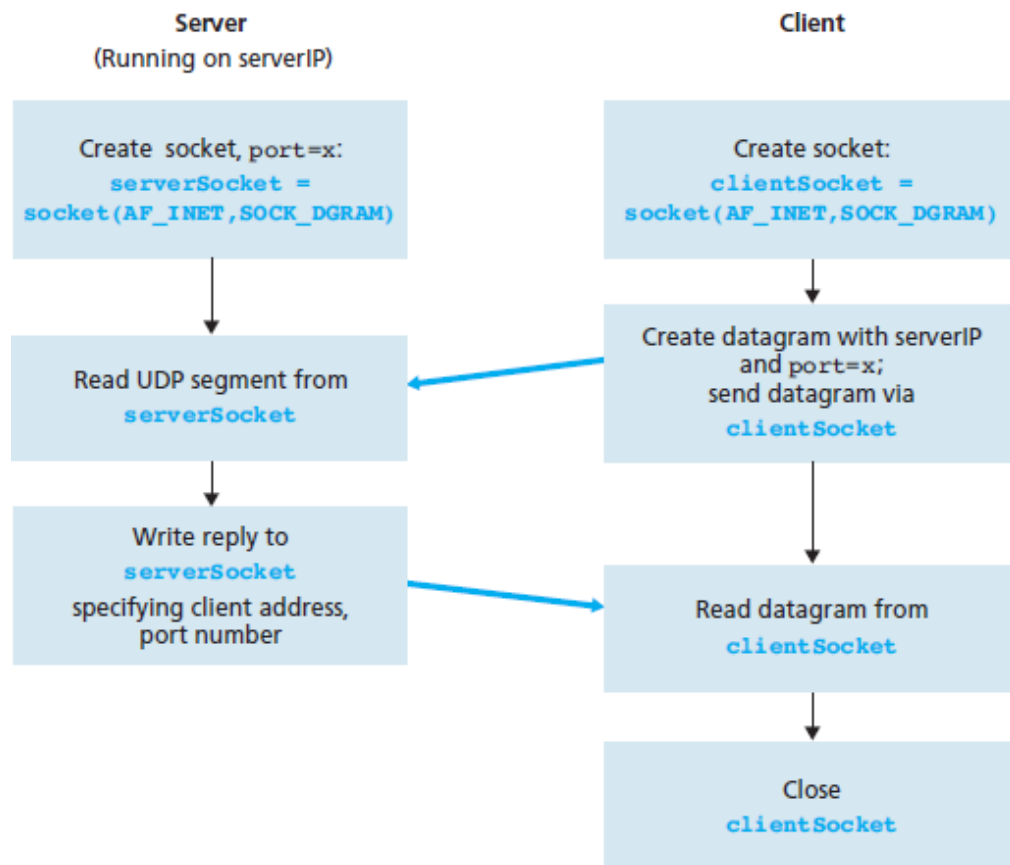 Server
(Running on serverIP)
Create socket, port=x:
serverSocket =
socket(AF_INET,SOCK_DGRAM)
Read UDP segment from
serverSocket
Write reply to
serverSocket
specifying client address,
port number
Client
Create socket:
clientSocket =
socket(AF_INET,SOCK_DGRAM)
Create datagram with serverIP
and port=x;
send datagram via
clientSocket
Read datagram from
clientSocket
Close
clientSocket